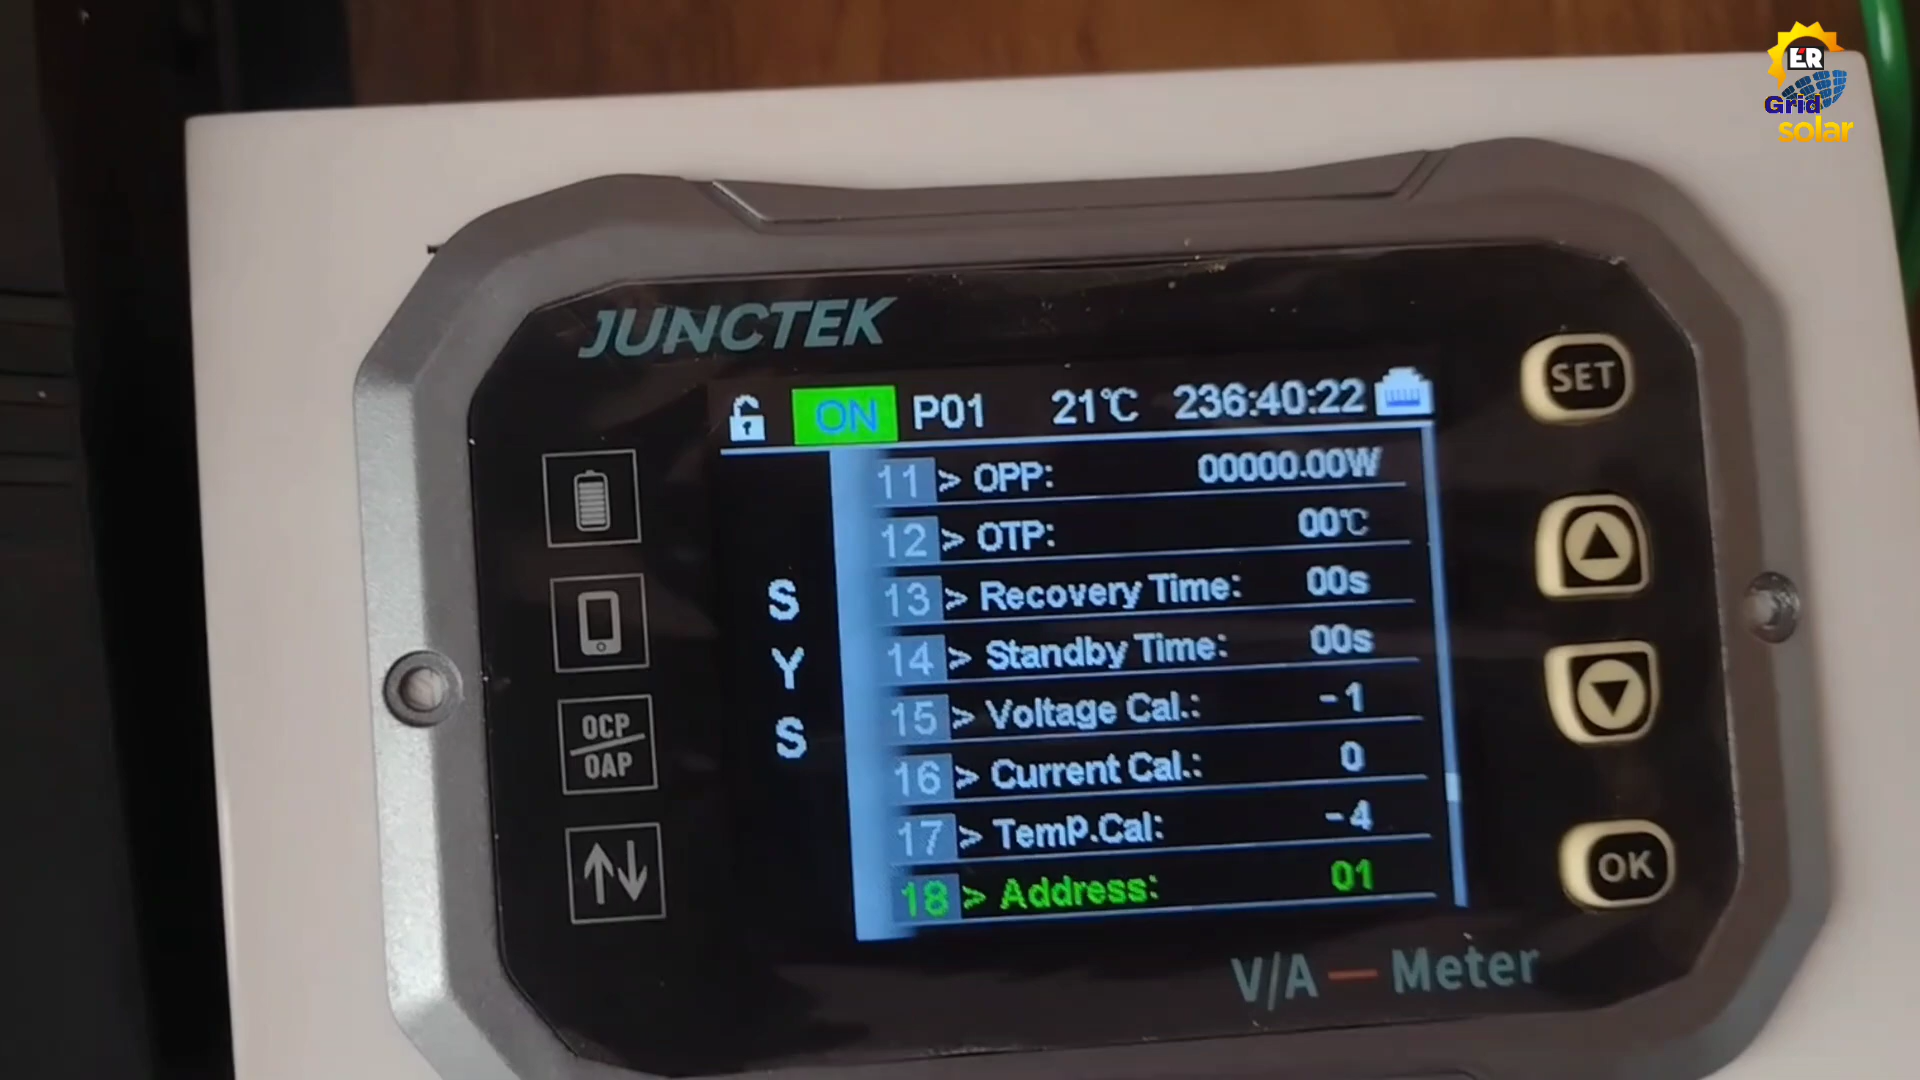 ER
Grid
solar
JUNCTEK
SET
ON P01 21℃ 236:40:22
11 > OPP: 00000.00W
12 > OTP: 00℃
13 > Recovery Time: 00s
14 > Standby Time: 00s
15 > Voltage Cal.: -1
16 > Current Cal.: 0
17 > Temp.Cal: -4
18 > Address: 01
S
Y
S
OCP
OAP
OK
V/A — Meter